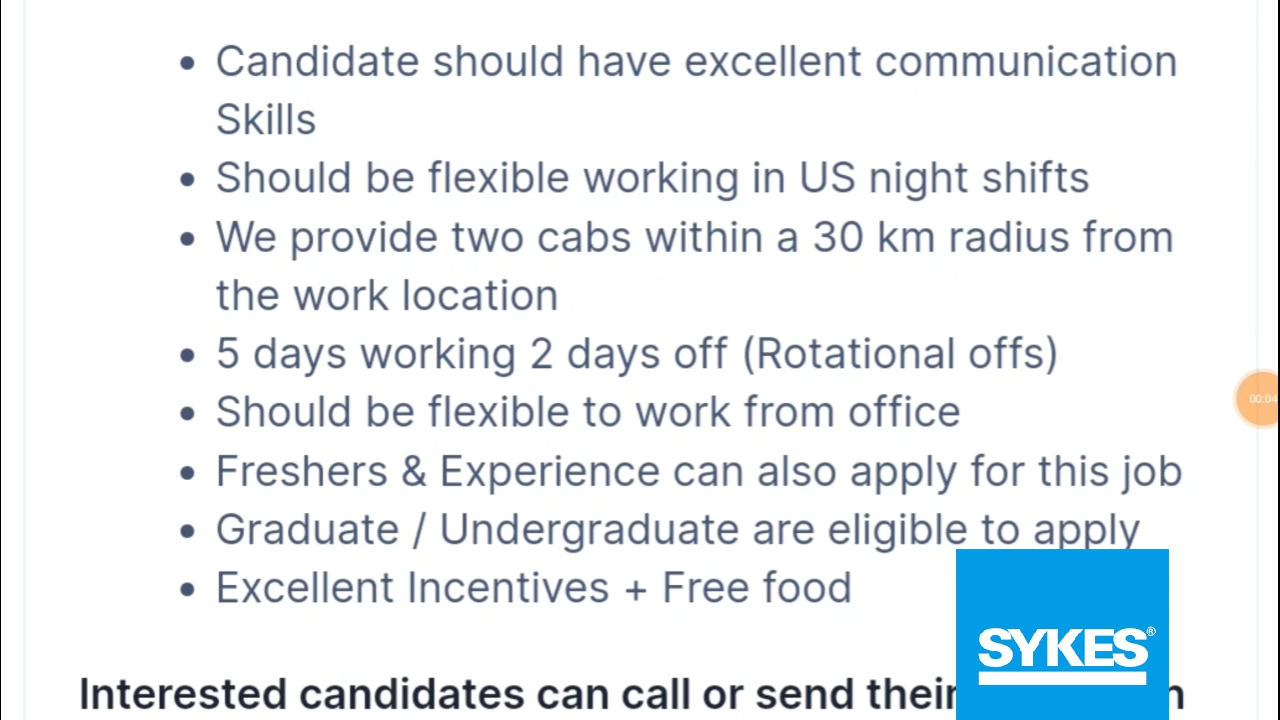 • Candidate should have excellent communication
Skills
• Should be flexible working in US night shifts
• We provide two cabs within a 30 km radius from
the work location
• 5 days working 2 days off (Rotational offs)
• Should be flexible to work from office
00:04
• Freshers & Experience can also apply for this job
• Graduate / Undergraduate are eligible to apply
• Excellent Incentives + Free food
SYKES®
Interested candidates can call or send their